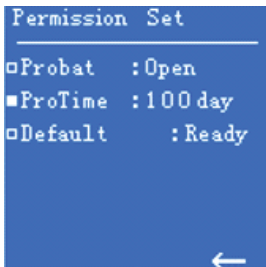 Permission Set
□Probat :Open
■ProTime :100day
□Default :Ready
←